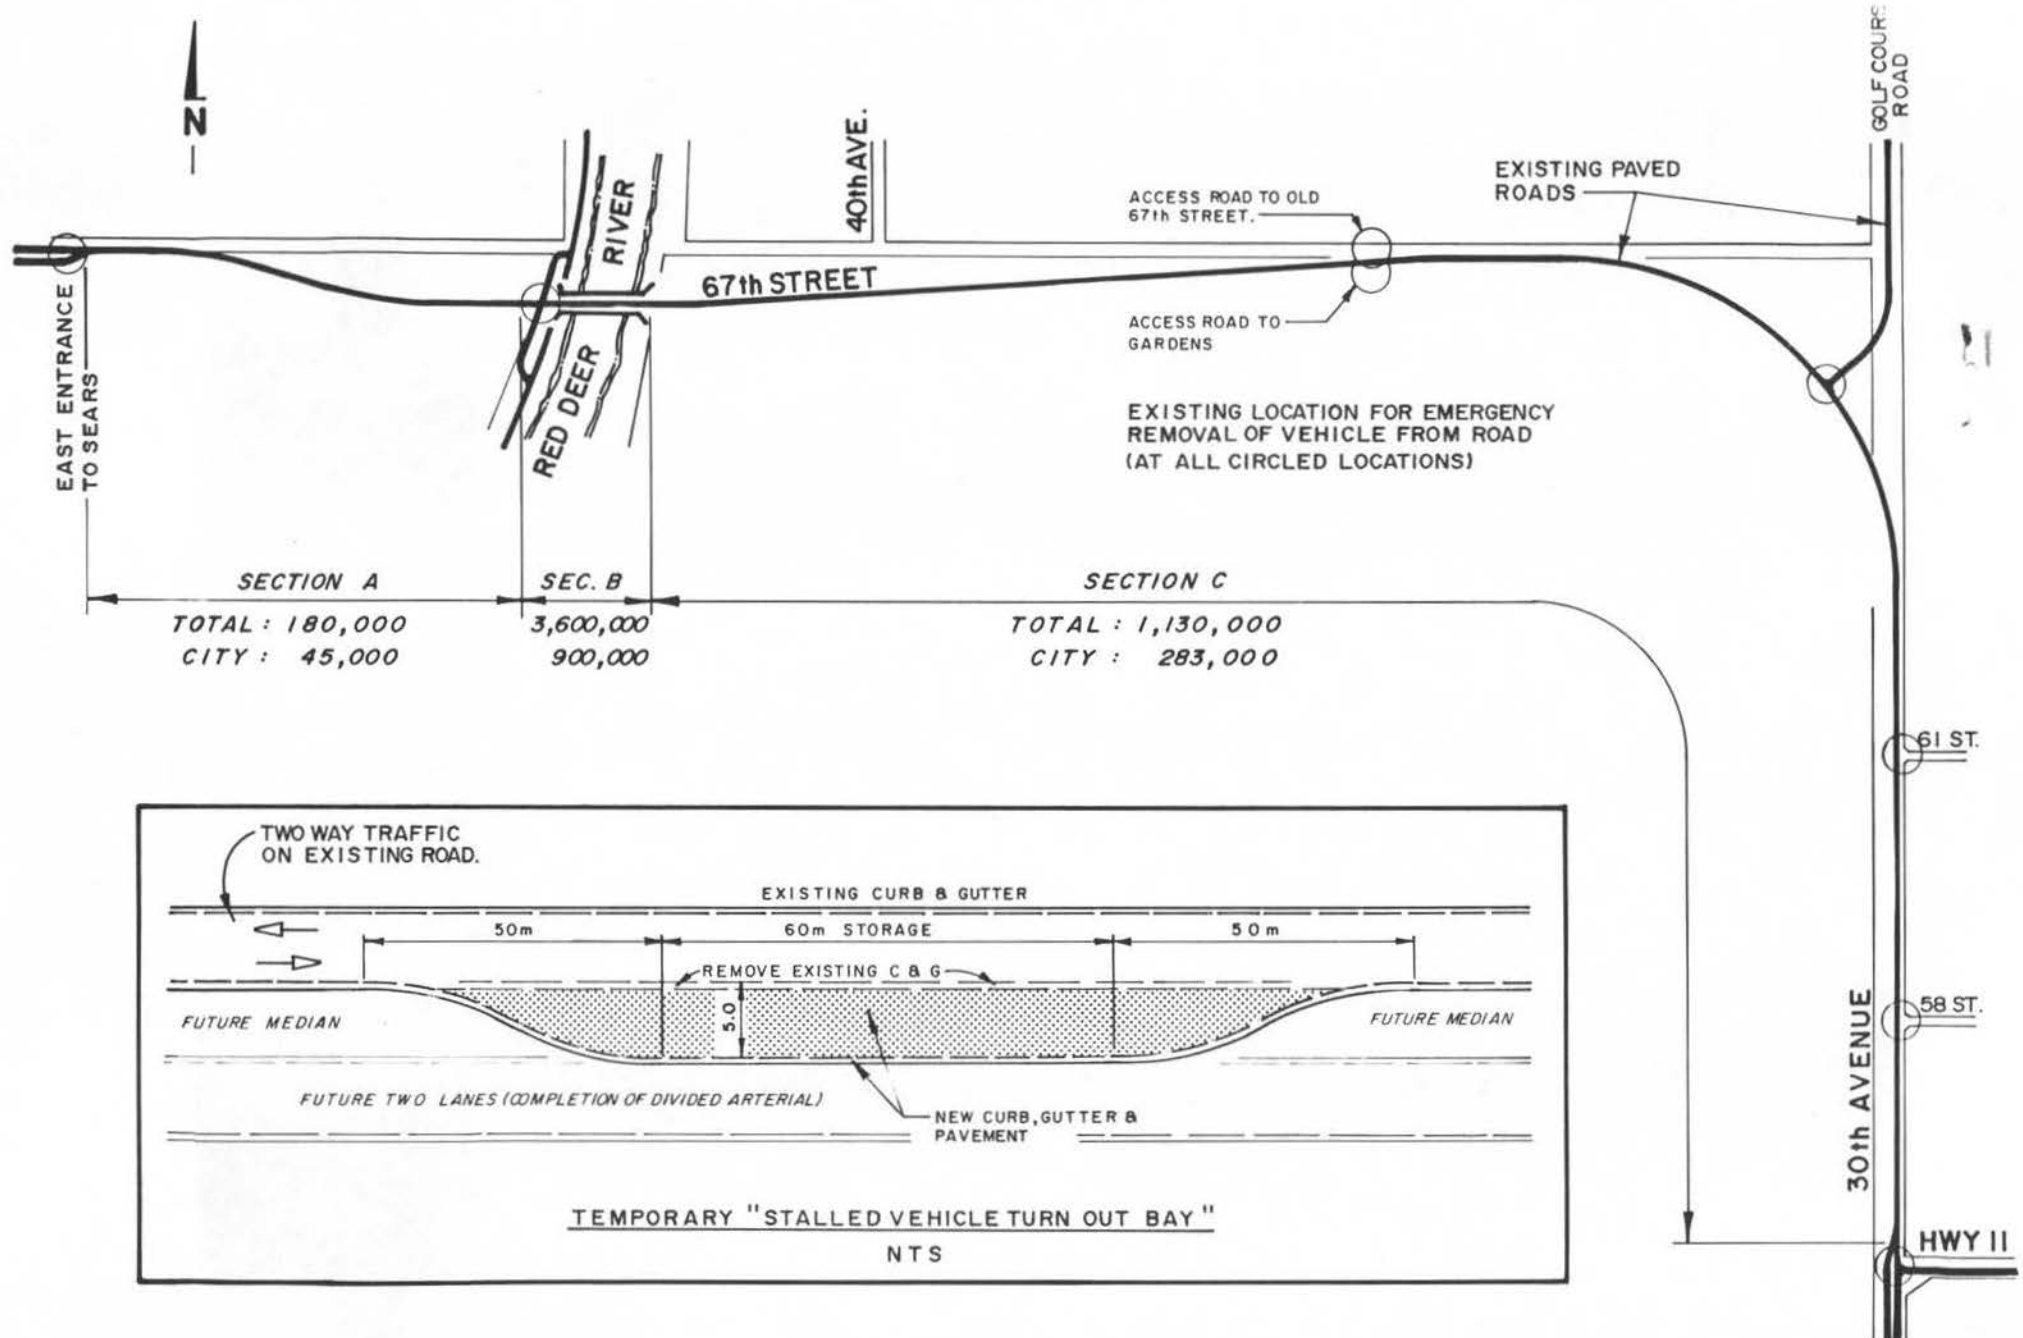 N
GOLF COURS
ROAD
40th AVE.
RIVER
EXISTING PAVED
ROADS
ACCESS ROAD TO OLD
67th STREET.
67th STREET
ACCESS ROAD TO
GARDENS
EAST ENTRANCE
TO SEARS
RED DEER
EXISTING LOCATION FOR EMERGENCY
REMOVAL OF VEHICLE FROM ROAD
(AT ALL CIRCLED LOCATIONS)
SECTION A
TOTAL : 180,000
CITY : 45,000
SEC. B
3,600,000
900,000
SECTION C
TOTAL : 1,130,000
CITY : 283,000
61 ST.
58 ST.
30th AVENUE
HWY 11
TWO WAY TRAFFIC
ON EXISTING ROAD.
EXISTING CURB & GUTTER
50m
60m STORAGE
50m
REMOVE EXISTING C & G
5.0
FUTURE MEDIAN
FUTURE MEDIAN
FUTURE TWO LANES (COMPLETION OF DIVIDED ARTERIAL)
NEW CURB, GUTTER &
PAVEMENT
TEMPORARY "STALLED VEHICLE TURN OUT BAY"
NTS